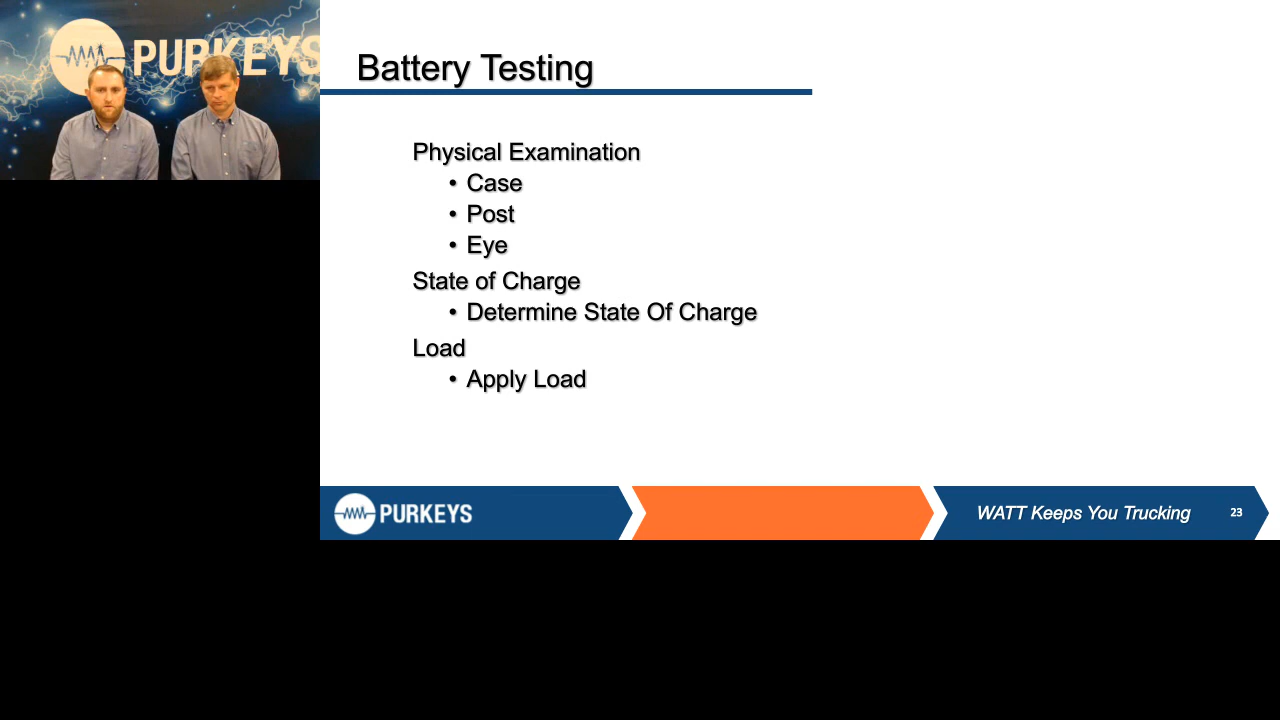 PURKEYS
Battery Testing
Physical Examination
• Case
• Post
• Eye
State of Charge
• Determine State Of Charge
Load
• Apply Load
PURKEYS
WATT Keeps You Trucking
23